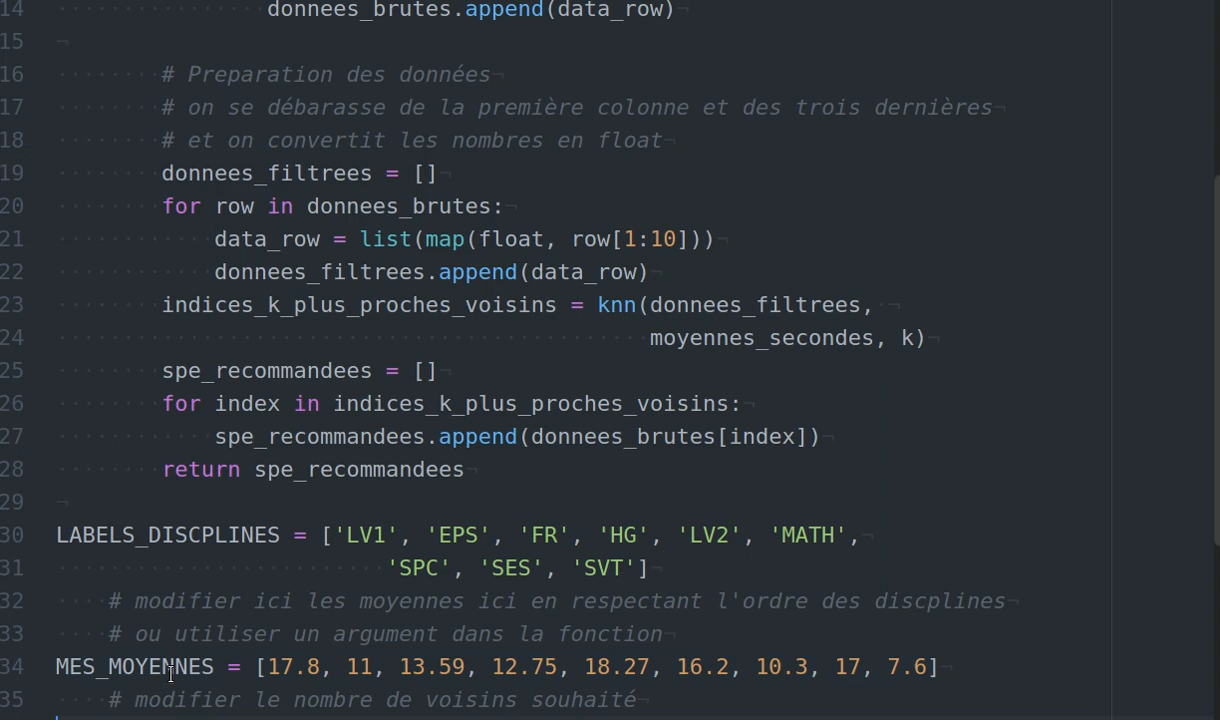 14 donnees_brutes.append(data_row)¬
15 ¬
16 # Preparation des données¬
17 # on se débarasse de la première colonne et des trois dernières¬
18 # et on convertit les nombres en float¬
19 donnees_filtrees = []¬
20 for row in donnees_brutes:¬
21 data_row = list(map(float, row[1:10]))¬
22 donnees_filtrees.append(data_row)¬
23 indices_k_plus_proches_voisins = knn(donnees_filtrees, ¬
24 moyennes_secondes, k)¬
25 spe_recommandees = []¬
26 for index in indices_k_plus_proches_voisins:¬
27 spe_recommandees.append(donnees_brutes[index])¬
28 return spe_recommandees¬
29 ¬
30 LABELS_DISCPLINES = ['LV1', 'EPS', 'FR', 'HG', 'LV2', 'MATH',¬
31 'SPC', 'SES', 'SVT']¬
32 # modifier ici les moyennes ici en respectant l'ordre des discplines¬
33 # ou utiliser un argument dans la fonction¬
34 MES_MOYENNES = [17.8, 11, 13.59, 12.75, 18.27, 16.2, 10.3, 17, 7.6]¬
35 # modifier le nombre de voisins souhaité¬